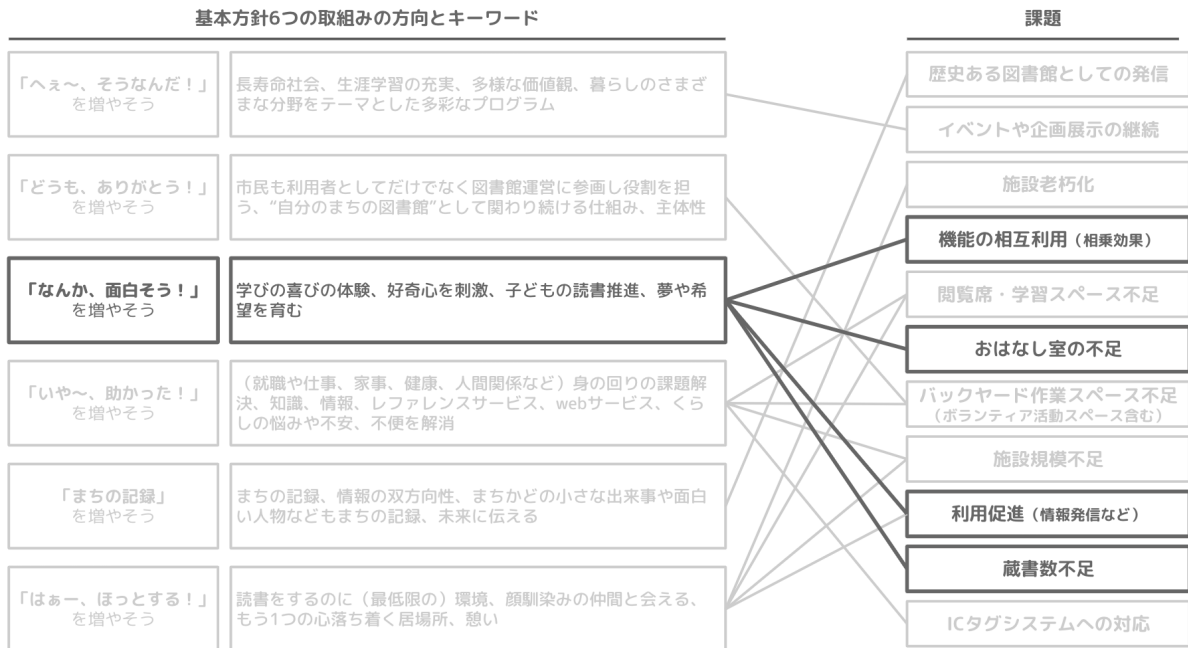 基本方針6つの取組みの方向とキーワード
課題
「へぇ〜、そうなんだ！」
を増やそう
長寿命社会、生涯学習の充実、多様な価値観、暮らしのさまざ
まな分野をテーマとした多彩なプログラム
「どうも、ありがとう！」
を増やそう
市民も利用者としてだけでなく図書館運営に参画し役割を担
う、“自分のまちの図書館”として関わり続ける仕組み、主体性
「なんか、面白そう！」
を増やそう
学びの喜びの体験、好奇心を刺激、子どもの読書推進、夢や希
望を育む
「いや〜、助かった！」
を増やそう
（就職や仕事、家事、健康、人間関係など）身の回りの課題解
決、知識、情報、レファレンスサービス、webサービス、くら
しの悩みや不安、不便を解消
「まちの記録」
を増やそう
まちの記録、情報の双方向性、まちかどの小さな出来事や面白
い人物などもまちの記録、未来に伝える
「はぁー、ほっとする！」
を増やそう
読書をするのに（最低限の）環境、顔馴染みの仲間と会える、
もう1つの心落ち着く居場所、憩い
歴史ある図書館としての発信
イベントや企画展示の継続
施設老朽化
機能の相互利用（相乗効果）
閲覧席・学習スペース不足
おはなし室の不足
バックヤード作業スペース不足
（ボランティア活動スペース含む）
施設規模不足
利用促進（情報発信など）
蔵書数不足
ICタグシステムへの対応